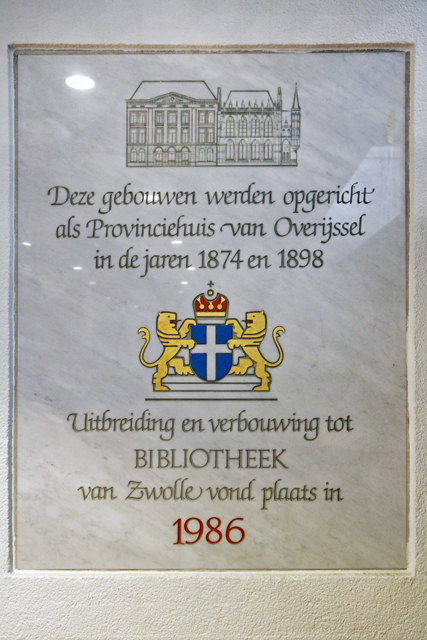 Deze gebouwen werden opgericht
als Provinciehuis van Overijssel
in de jaren 1874 en 1898
Uitbreiding en verbouwing tot
BIBLIOTHEEK
van Zwolle vond plaats in
1986